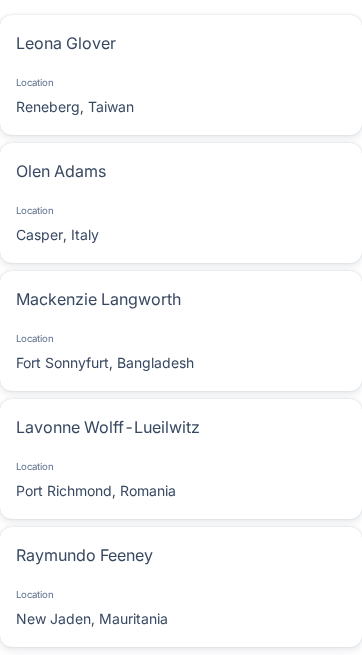 Leona Glover
Location
Reneberg, Taiwan
Olen Adams
Location
Casper, Italy
Mackenzie Langworth
Location
Fort Sonnyfurt, Bangladesh
Lavonne Wolff-Lueilwitz
Location
Port Richmond, Romania
Raymundo Feeney
Location
New Jaden, Mauritania